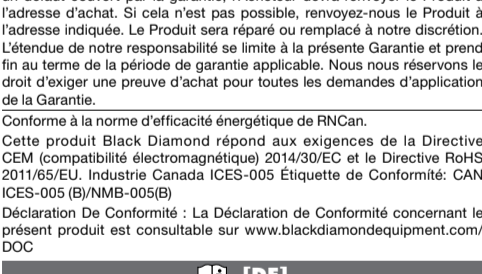 un défaut couvert par la garantie, l'acheteur devra renvoyer le Produit à
l'adresse d'achat. Si cela n'est pas possible, renvoyez-nous le Produit à
l'adresse indiquée. Le Produit sera réparé ou remplacé à notre discrétion.
L'étendue de notre responsabilité se limite à la présente Garantie et prend
fin au terme de la période de garantie applicable. Nous nous réservons le
droit d'exiger une preuve d'achat pour toutes les demandes d'application
de la Garantie.
Conforme à la norme d'efficacité énergétique de RNCan.
Cette produit Black Diamond répond aux exigences de la Directive
CEM (compatibilité électromagnétique) 2014/30/EC et le Directive RoHS
2011/65/EU. Industrie Canada ICES-005 Étiquette de Conformité: CAN
ICES-005 (B)/NMB-005(B)
Déclaration De Conformité : La Déclaration de Conformité concernant le
présent produit est consultable sur www.blackdiamondequipment.com/
DOC
[DE]